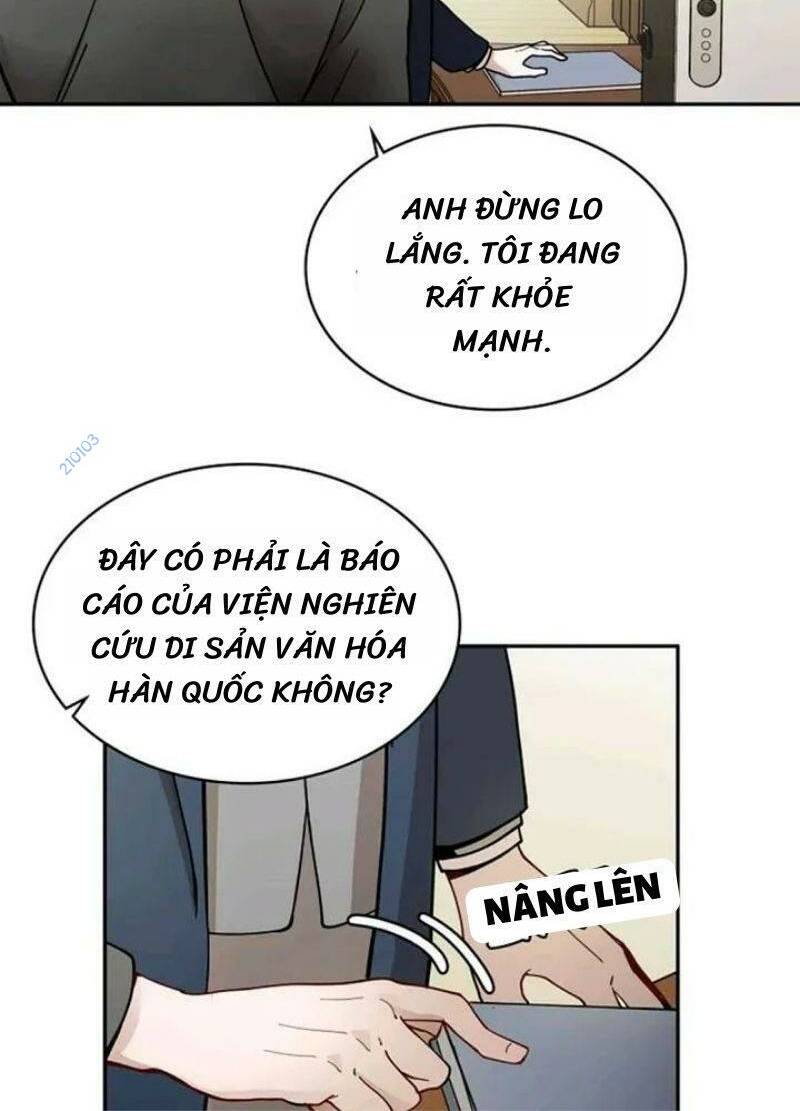 ANH ĐỪNG LO
LẮNG. TÔI ĐANG
RẤT KHỎE
MẠNH.
210103
ĐÂY CÓ PHẢI LÀ BÁO
CÁO CỦA VIỆN NGHIÊN
CỨU DI SẢN VĂN HÓA
HÀN QUỐC KHÔNG?
NÂNG LÊN